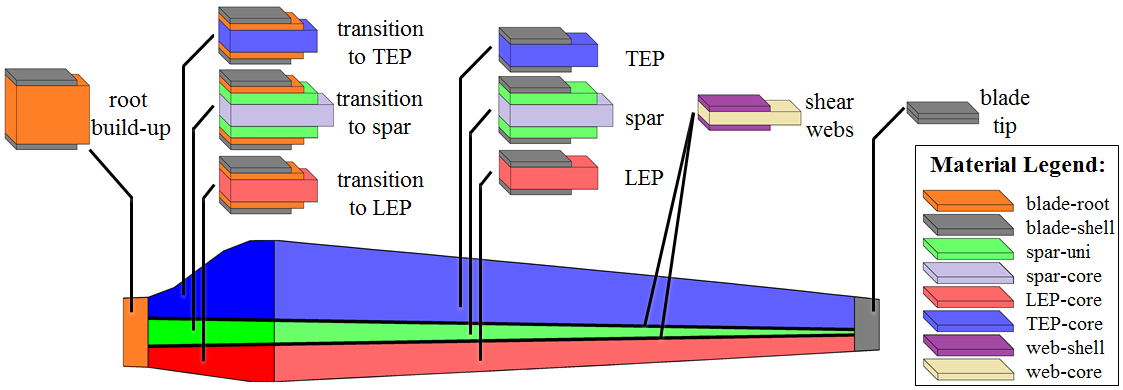 root
build-up
transition
to TEP
transition
to spar
transition
to LEP
TEP
spar
LEP
shear
webs
blade
tip
Material Legend:
blade-root
blade-shell
spar-uni
spar-core
LEP-core
TEP-core
web-shell
web-core